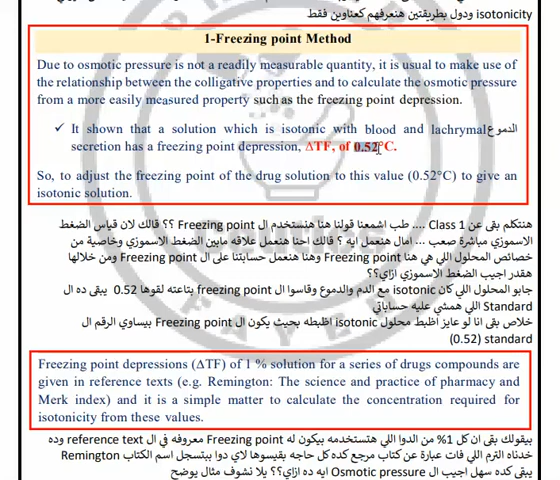 isotonicity ودول بطريقتين هنعرفهم كعناوين فقط
1-Freezing point Method
Due to osmotic pressure is not a readily measurable quantity, it is usual to make use of
the relationship between the colligative properties and to calculate the osmotic pressure
from a more easily measured property such as the freezing point depression.
✓ It shown that a solution which is isotonic with blood and lachrymal الدموع
secretion has a freezing point depression, ΔTF, of 0.52°C.
So, to adjust the freezing point of the drug solution to this value (0.52°C) to give an
isotonic solution.
هنتكلم بقى عن Class 1 .... طب اشمعنا قولنا هنا هنستخدم ال Freezing point ؟؟ قالك لان قياس الضغط
الاسموزي مباشرة صعب ... امال هنعمل ايه ؟ قالك احنا هنعمل علاقه مابين الضغط الاسموزي وخاصية من
خصائص المحلول اللي هي هنا Freezing point وهنا هنعمل حسابتنا على ال Freezing point ومن خلالها
هقدر اجيب الضغط الاسموزي ازاي؟؟
جابو المحلول اللي كان isotonic مع الدم والدموع وقاسوا ال Freezing point بتاعته لقوها 0.52 يبقى ده ال
Standard اللي همشي عليه حساباتي
خلاص بقى انا لو عايز اظبط محلول isotonic اظبطه بحيث يكون ال Freezing point بيساوي الرقم ال
standard (0.52)
Freezing point depressions (ΔTF) of 1 % solution for a series of drugs compounds are
given in reference texts (e.g. Remington: The science and practice of pharmacy and
Merk index) and it is a simple matter to calculate the concentration required for
isotonicity from these values.
بيقولك بقى ان كل 1% من الدوا اللي هتستخدمه بيكون له Freezing point معروفه في ال reference text وده
خدناه الترم اللي فات عبارة عن كتاب مرجع كده كل حاجه بقيسوها لاي دوا بتتسجل اسم الكتاب Remington
يبقى كده سهل اجيب ال Osmotic pressure ايه ده ازاي؟؟ يلا نشوف مثال يوضح